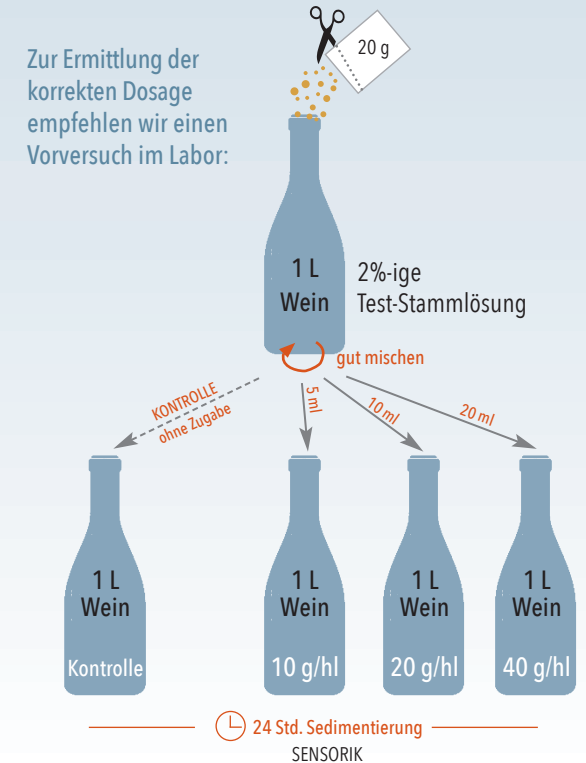 Zur Ermittlung der
korrekten Dosage
empfehlen wir einen
Vorversuch im Labor:
20 g
1 L
Wein
2%-ige
Test-Stammlösung
gut mischen
KONTROLLE
ohne Zugabe
5 ml
10 ml
20 ml
1 L
Wein
Kontrolle
1 L
Wein
10 g/hl
1 L
Wein
20 g/hl
1 L
Wein
40 g/hl
24 Std. Sedimentierung
SENSORIK